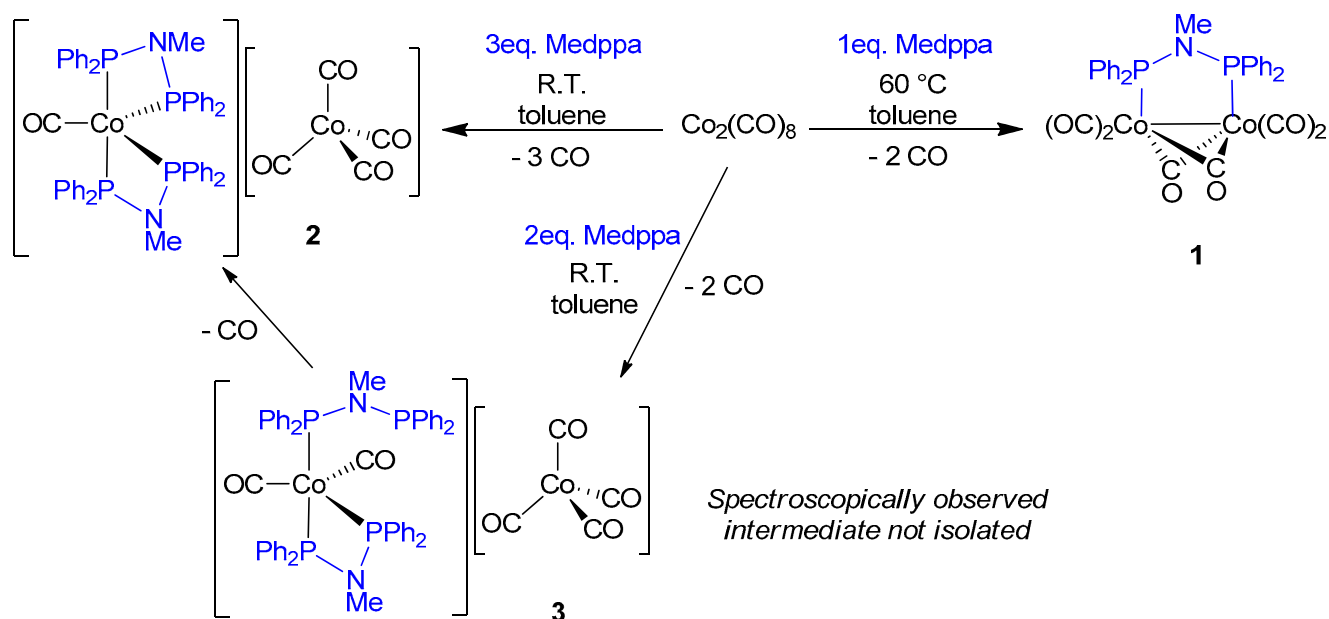 NMe
Ph2P
PPh2
OC
Co
Ph2P
PPh2
N
Me
CO
Co
CO
CO
OC
2
3eq. Medppa
R.T.
toluene
- 3 CO
Co2(CO)8
1eq. Medppa
60 °C
toluene
- 2 CO
Me
N
Ph2P
PPh2
(OC)2Co
Co(CO)2
C
O
C
O
1
2eq. Medppa
R.T.
toluene
- 2 CO
- CO
Me
N
Ph2P
PPh2
OC
Co
CO
Ph2P
PPh2
N
Me
CO
Co
CO
CO
OC
3
Spectroscopically observed
intermediate not isolated